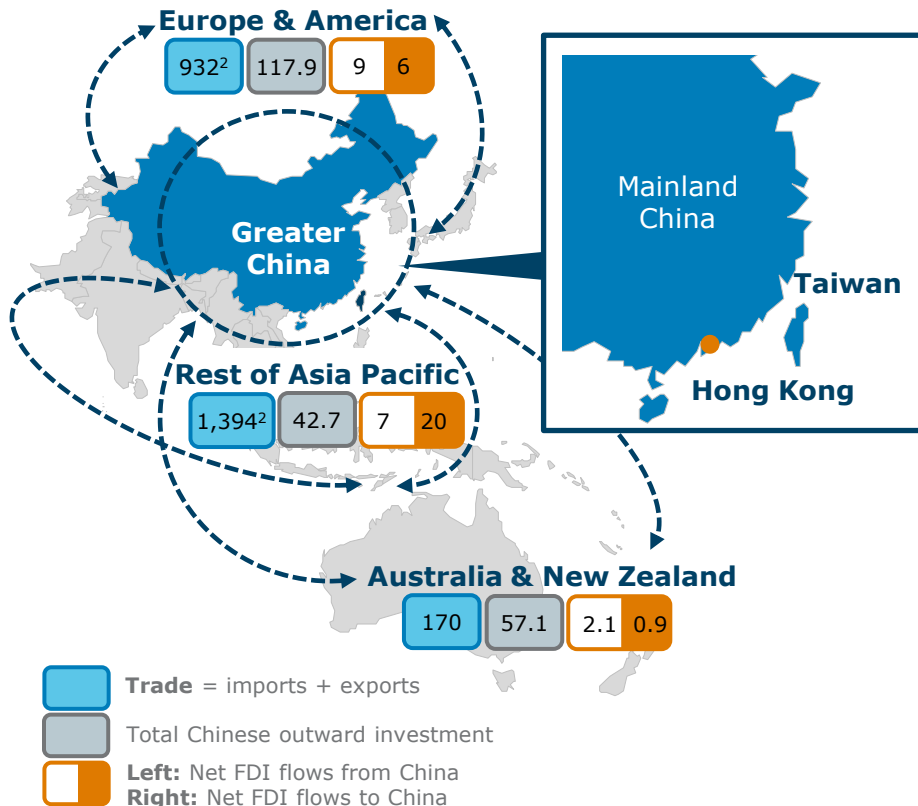 Europe & America
932² 117.9 9 6
Greater
China
Mainland
China
Taiwan
Hong Kong
Rest of Asia Pacific
1,394² 42.7 7 20
Australia & New Zealand
170 57.1 2.1 0.9
Trade = imports + exports
Total Chinese outward investment
Left: Net FDI flows from China
Right: Net FDI flows to China